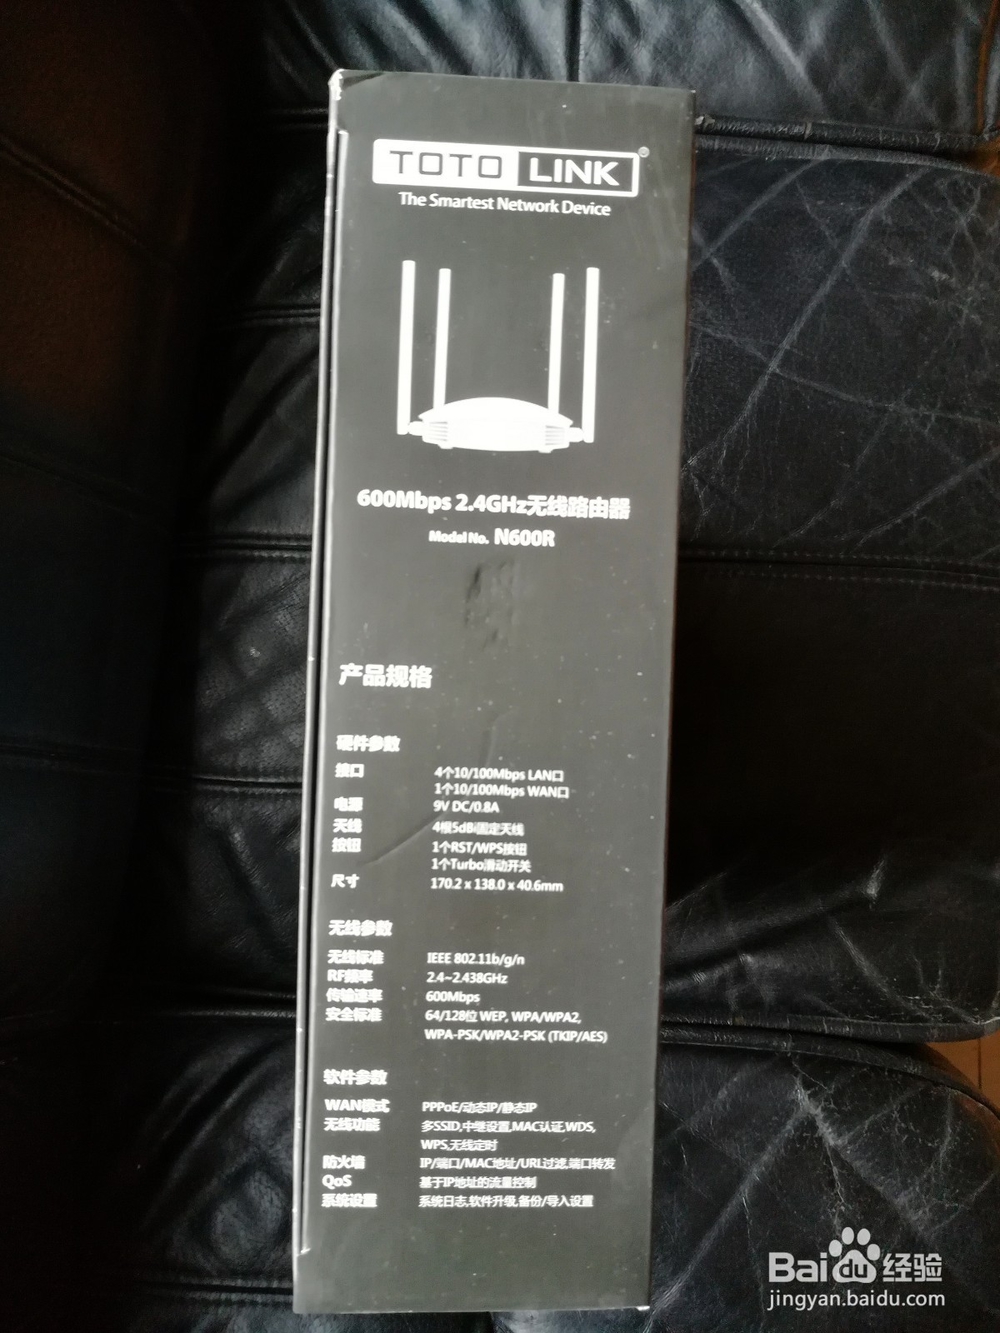 TOTO LINK®
The Smartest Network Device
600Mbps 2.4GHz无线路由器
Model No. N600R
产品规格
硬件参数
接口 4个10/100Mbps LAN口
1个10/100Mbps WAN口
电源 9V DC/0.8A
天线 4根5dBi固定天线
按钮 1个RST/WPS按钮
1个Turbo滑动开关
尺寸 170.2 x 138.0 x 40.6mm
无线参数
无线标准 IEEE 802.11b/g/n
RF频率 2.4~2.438GHz
传输速率 600Mbps
安全标准 64/128位 WEP, WPA/WPA2,
WPA-PSK/WPA2-PSK (TKIP/AES)
软件参数
WAN模式 PPPoE/动态IP/静态IP
无线功能 多SSID,中继设置,MAC认证,WDS,
WPS,无线定时
防火墙 IP/端口/MAC地址/URL过滤,端口转发
QoS 基于IP地址的流量控制
系统设置 系统日志,软件升级,备份/导入设置
Baidu经验
jingyan.baidu.com